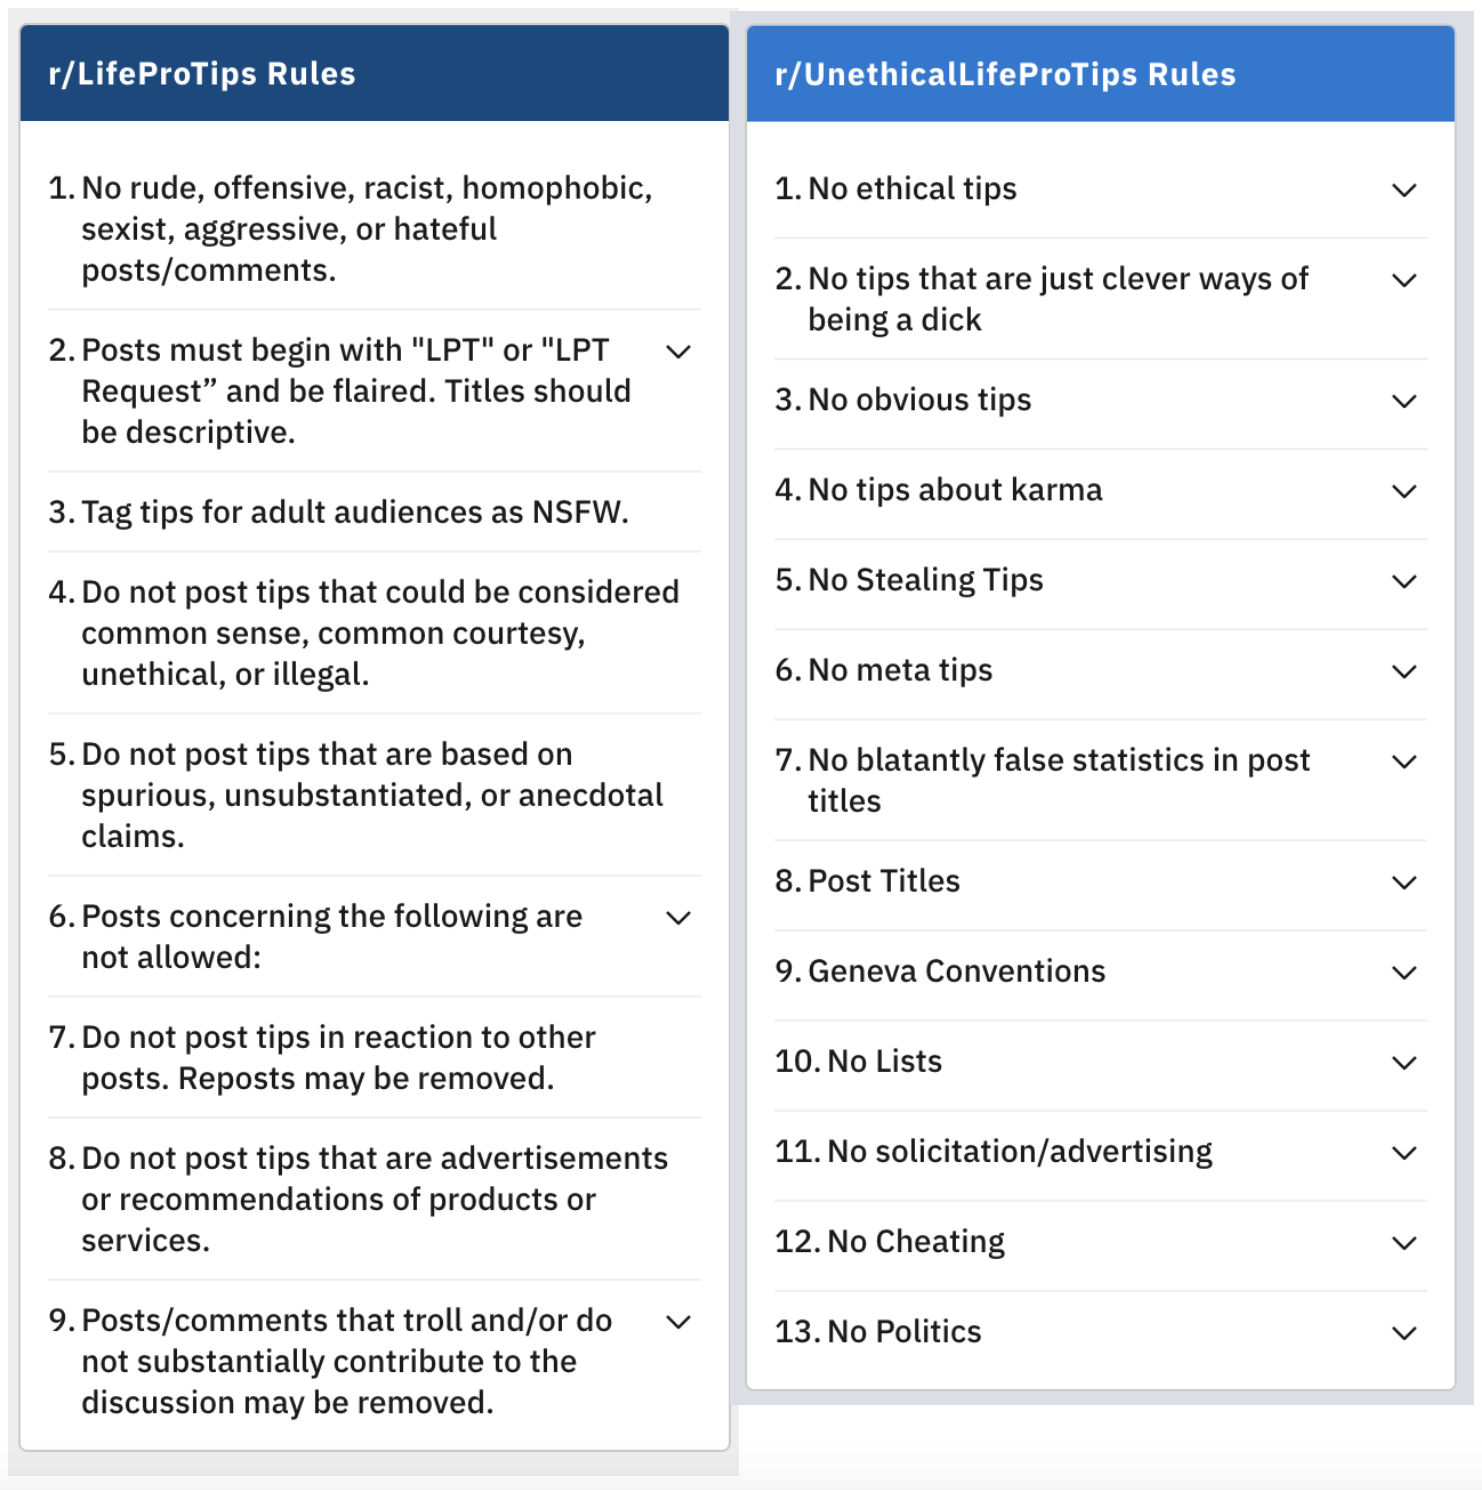 r/LifeProTips Rules
1. No rude, offensive, racist, homophobic,
sexist, aggressive, or hateful
posts/comments.
2. Posts must begin with "LPT" or "LPT
Request” and be flaired. Titles should
be descriptive.
3. Tag tips for adult audiences as NSFW.
4. Do not post tips that could be considered
common sense, common courtesy,
unethical, or illegal.
5. Do not post tips that are based on
spurious, unsubstantiated, or anecdotal
claims.
6. Posts concerning the following are
not allowed:
7. Do not post tips in reaction to other
posts. Reposts may be removed.
8. Do not post tips that are advertisements
or recommendations of products or
services.
9. Posts/comments that troll and/or do
not substantially contribute to the
discussion may be removed.
r/UnethicalLifeProTips Rules
1. No ethical tips
2. No tips that are just clever ways of
being a dick
3. No obvious tips
4. No tips about karma
5. No Stealing Tips
6. No meta tips
7. No blatantly false statistics in post
titles
8. Post Titles
9. Geneva Conventions
10. No Lists
11. No solicitation/advertising
12. No Cheating
13. No Politics